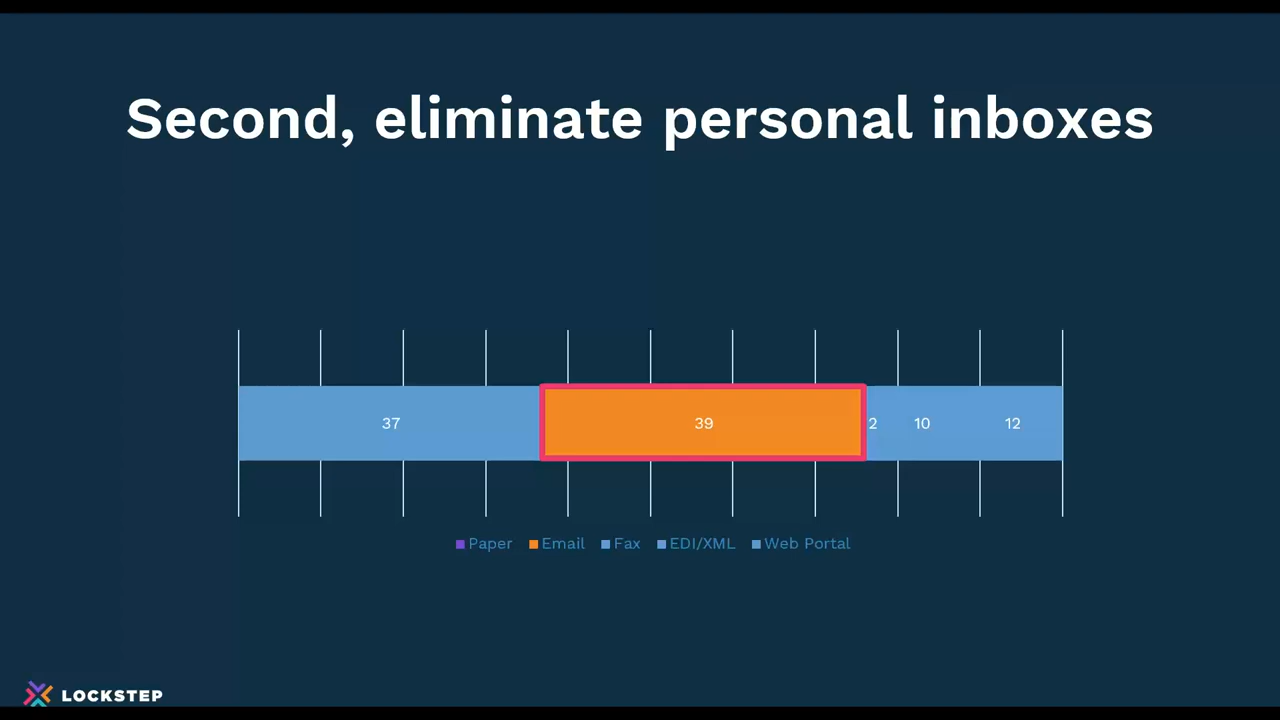 Second, eliminate personal inboxes
37 39 2 10 12
Paper Email Fax EDI/XML Web Portal
LOCKSTEP